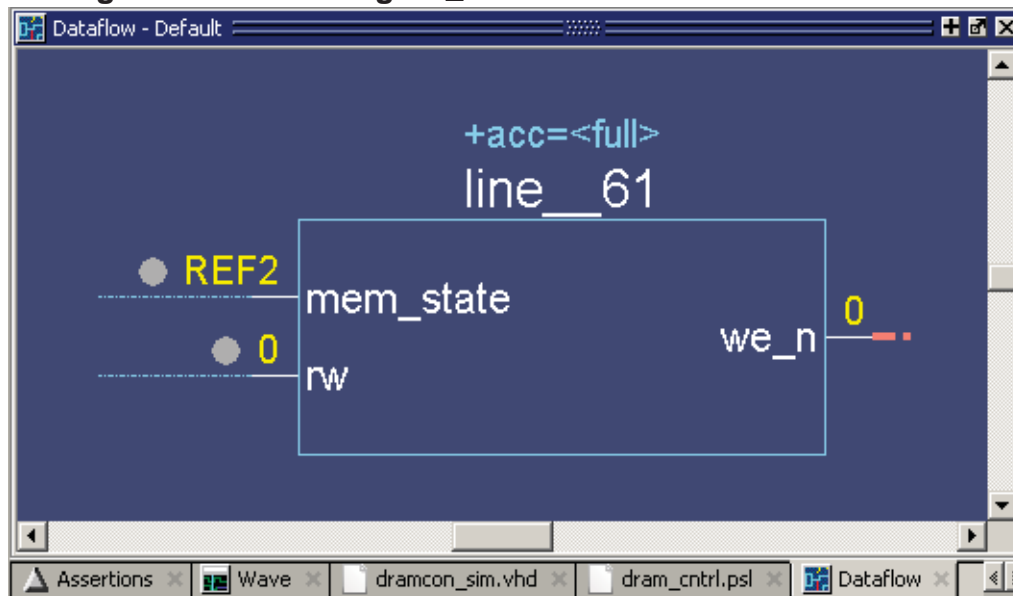 Dataflow - Default
+acc=<full>
line__61
REF2
mem_state
0
we_n
0
rw
Assertions
Wave
dramcon_sim.vhd
dram_cntrl.psl
Dataflow